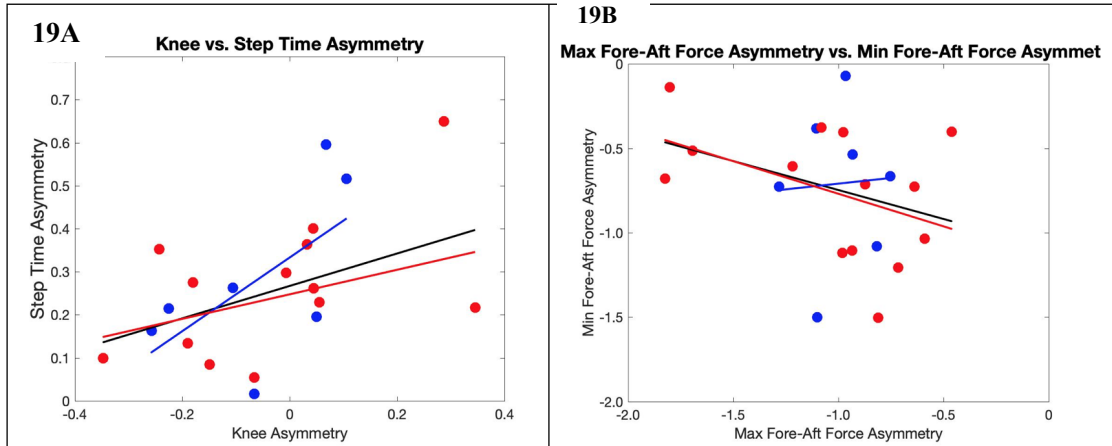 19A
Knee vs. Step Time Asymmetry
0.7
0.6
0.5
0.4
0.3
0.2
0.1
0
Step Time Asymmetry
-0.4 -0.2 0 0.2 0.4
Knee Asymmetry
19B
Max Fore-Aft Force Asymmetry vs. Min Fore-Aft Force Asymmet
0
-0.5
-1.0
-1.5
-2.0
Min Fore-Aft Force Asymmetry
-2.0 -1.5 -1.0 -0.5 0
Max Fore-Aft Force Asymmetry